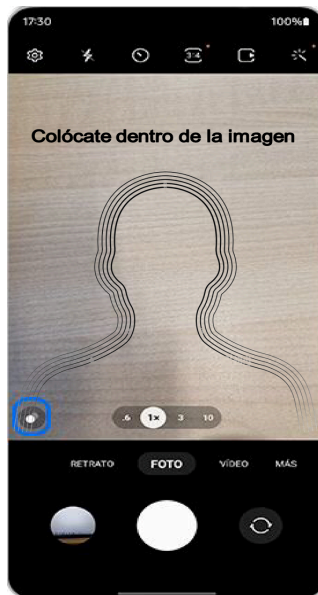 17:30 100%
3:4
Colócate dentro de la imagen
.6 1x 3 10
RETRATO FOTO VÍDEO MÁS